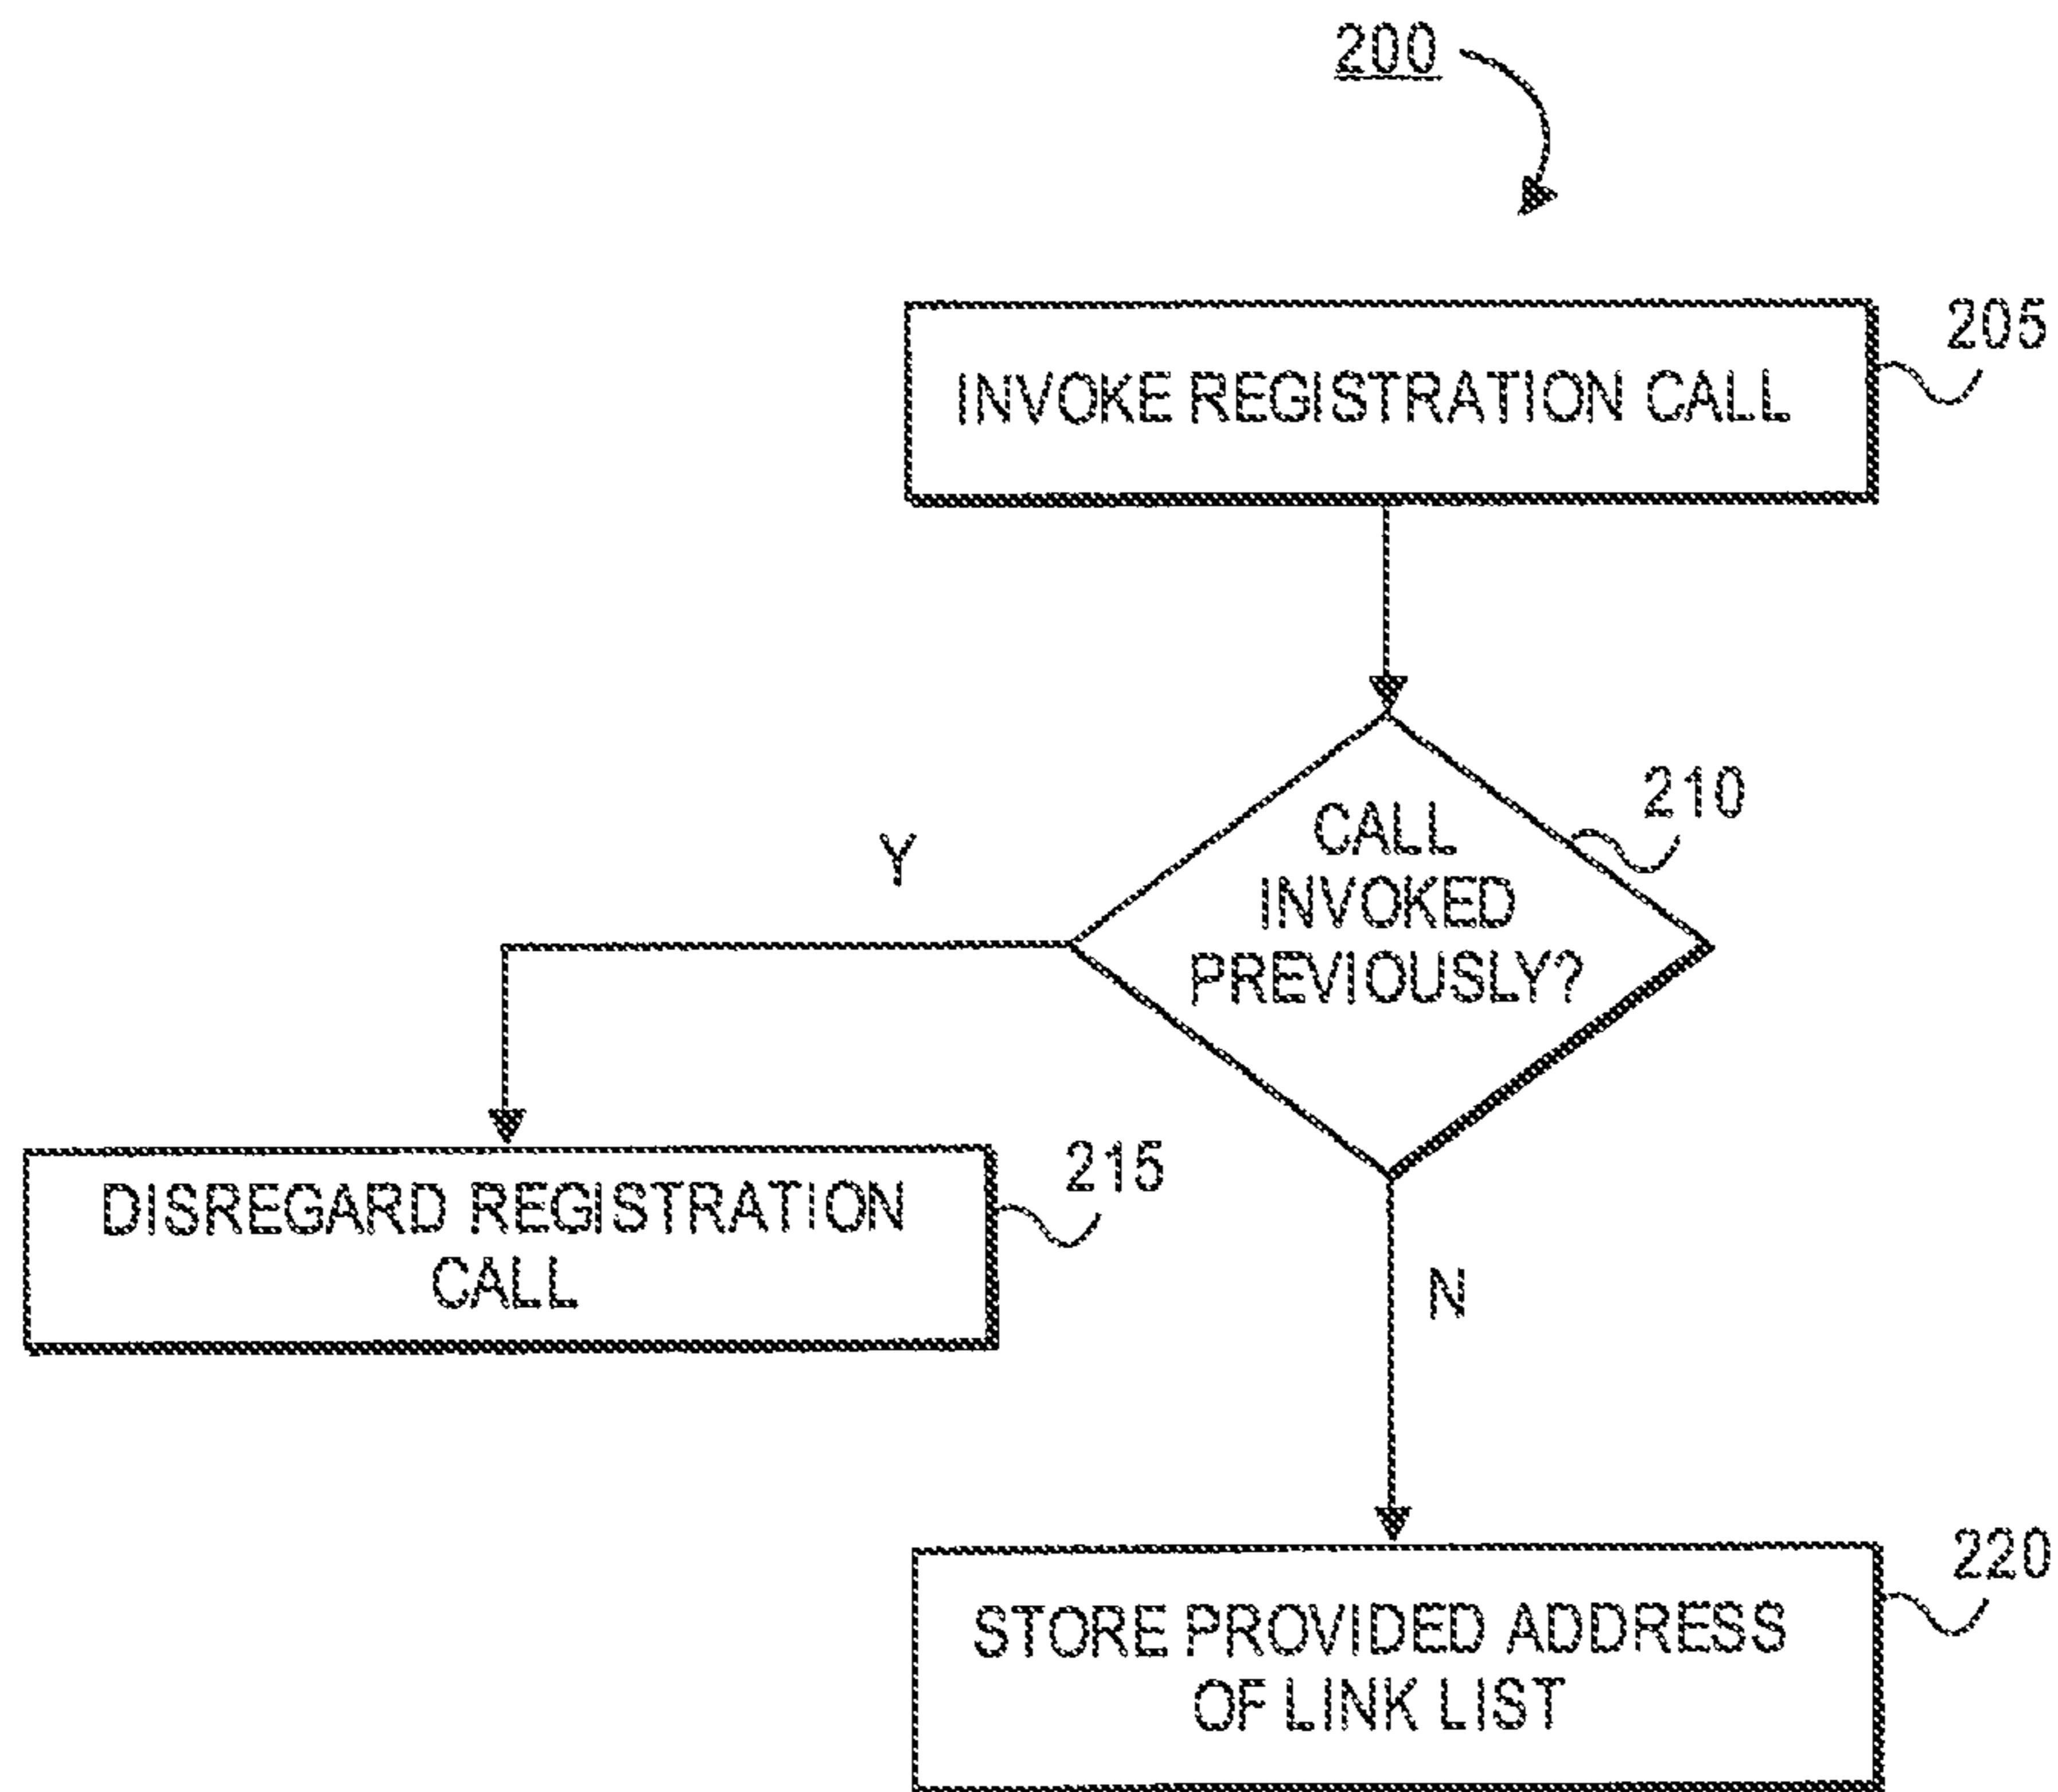 200
205
INVOKE REGISTRATION CALL
210
CALL
INVOKED
PREVIOUSLY?
Y
215
DISREGARD REGISTRATION
CALL
N
220
STORE PROVIDED ADDRESS
OF LINK LIST